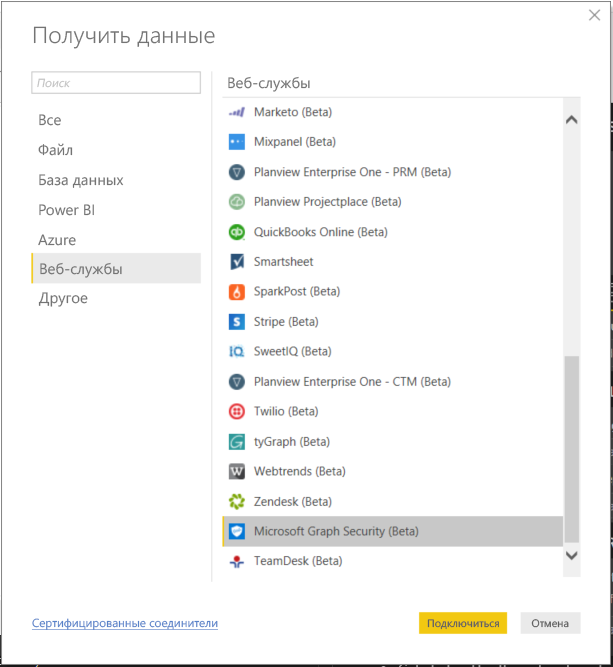 Получить данные
Поиск
Все
Файл
База данных
Power BI
Azure
Веб-службы
Другое
Веб-службы
Marketo (Beta)
Mixpanel (Beta)
Planview Enterprise One - PRM (Beta)
Planview Projectplace (Beta)
QuickBooks Online (Beta)
Smartsheet
SparkPost (Beta)
Stripe (Beta)
SweetIQ (Beta)
Planview Enterprise One - CTM (Beta)
Twilio (Beta)
tyGraph (Beta)
Webtrends (Beta)
Zendesk (Beta)
Microsoft Graph Security (Beta)
TeamDesk (Beta)
Сертифицированные соединители
Подключиться
Отмена